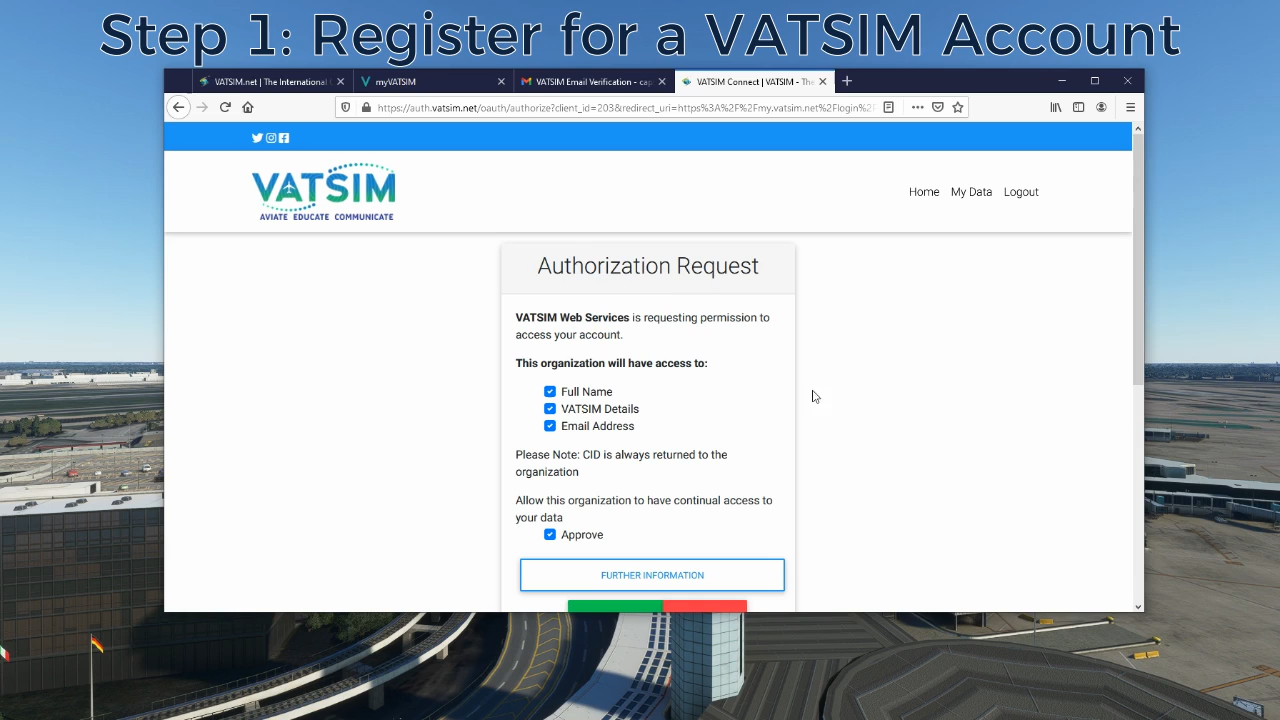 Step 1: Register for a VATSIM Account
VATSIM.net | The International
myVATSIM
VATSIM Email Verification - cap
VATSIM Connect | VATSIM - The
https://auth.vatsim.net/oauth/authorize?client_id=203&redirect_uri=https%3A%2F%2Fmy.vatsim.net%2Flogin%2F
VATSIM
AVIATE EDUCATE COMMUNICATE
Home My Data Logout
Authorization Request
VATSIM Web Services is requesting permission to
access your account.
This organization will have access to:
Full Name
VATSIM Details
Email Address
Please Note: CID is always returned to the
organization
Allow this organization to have continual access to
your data
Approve
FURTHER INFORMATION